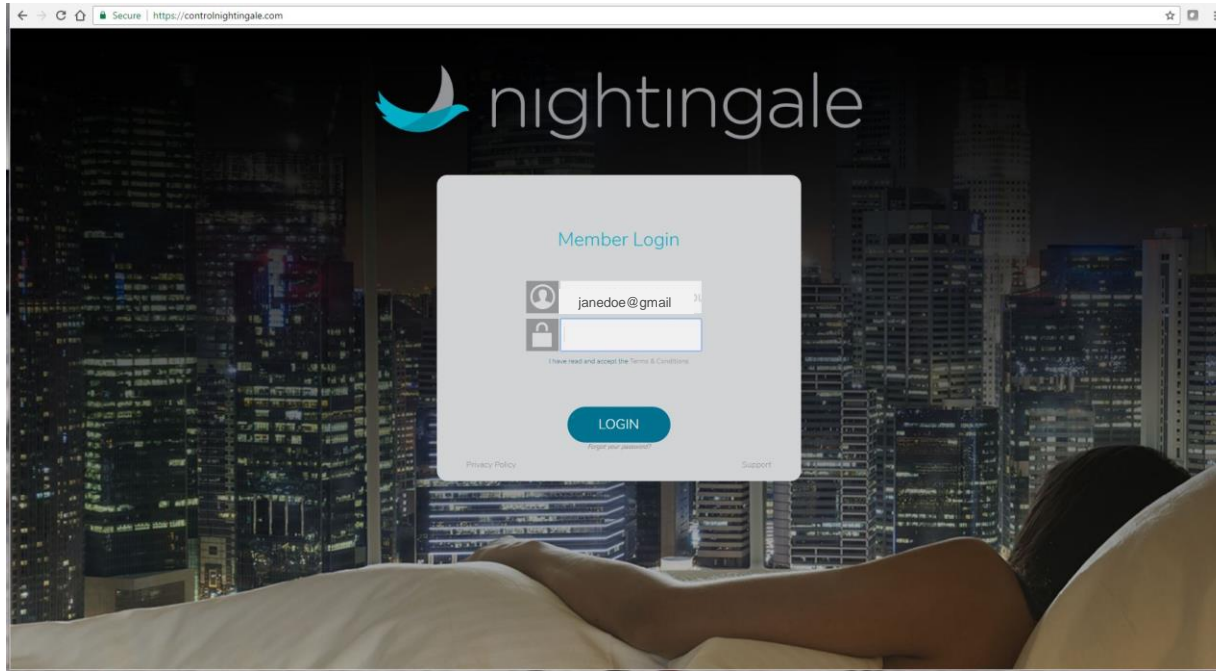 Secure | https://controlnightingale.com
nightingale
Member Login
janedoe@gmail
I have read and accept the Terms & Conditions
LOGIN
Forgot your password?
Privacy Policy
Support